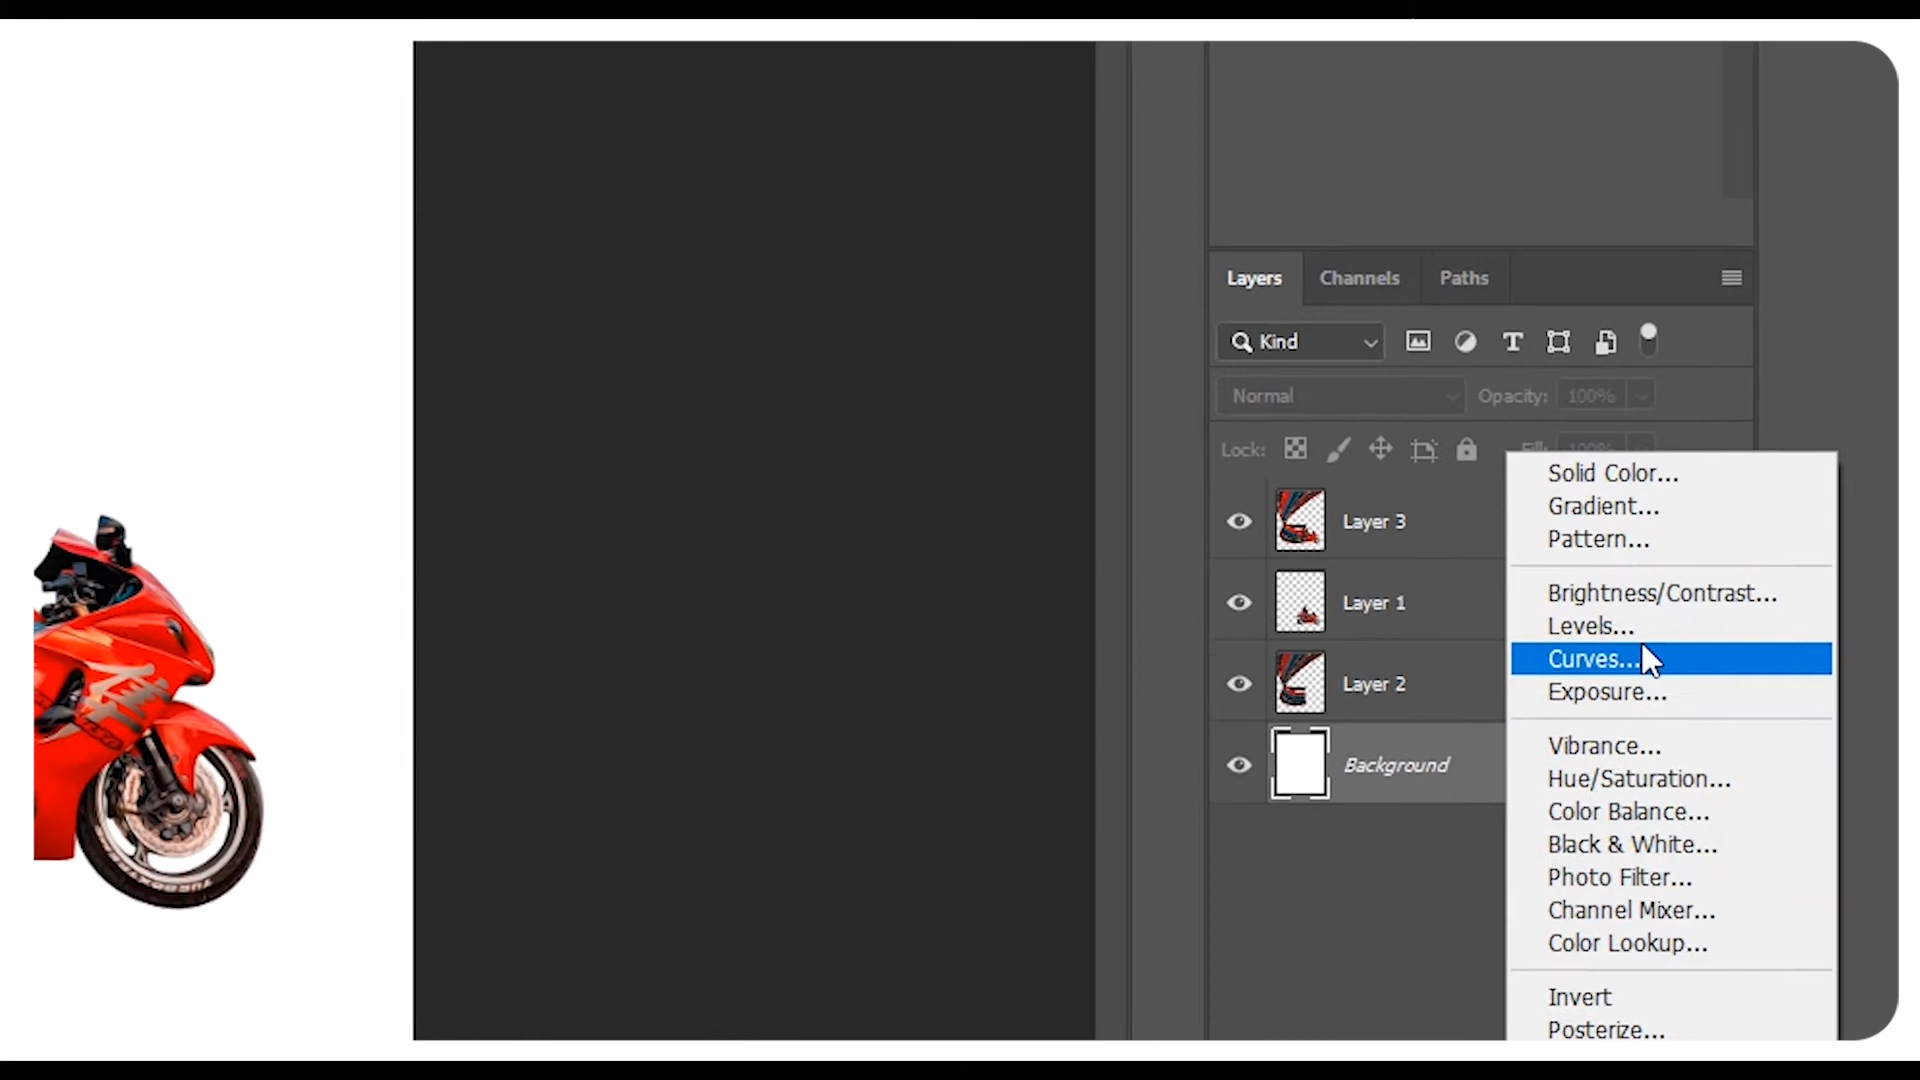 Layers Channels Paths
Kind
Normal Opacity: 100%
Lock: Fill: 100%
Layer 3
Layer 1
Layer 2
Background
Solid Color...
Gradient...
Pattern...
Brightness/Contrast...
Levels...
Curves...
Exposure...
Vibrance...
Hue/Saturation...
Color Balance...
Black & White...
Photo Filter...
Channel Mixer...
Color Lookup...
Invert
Posterize...